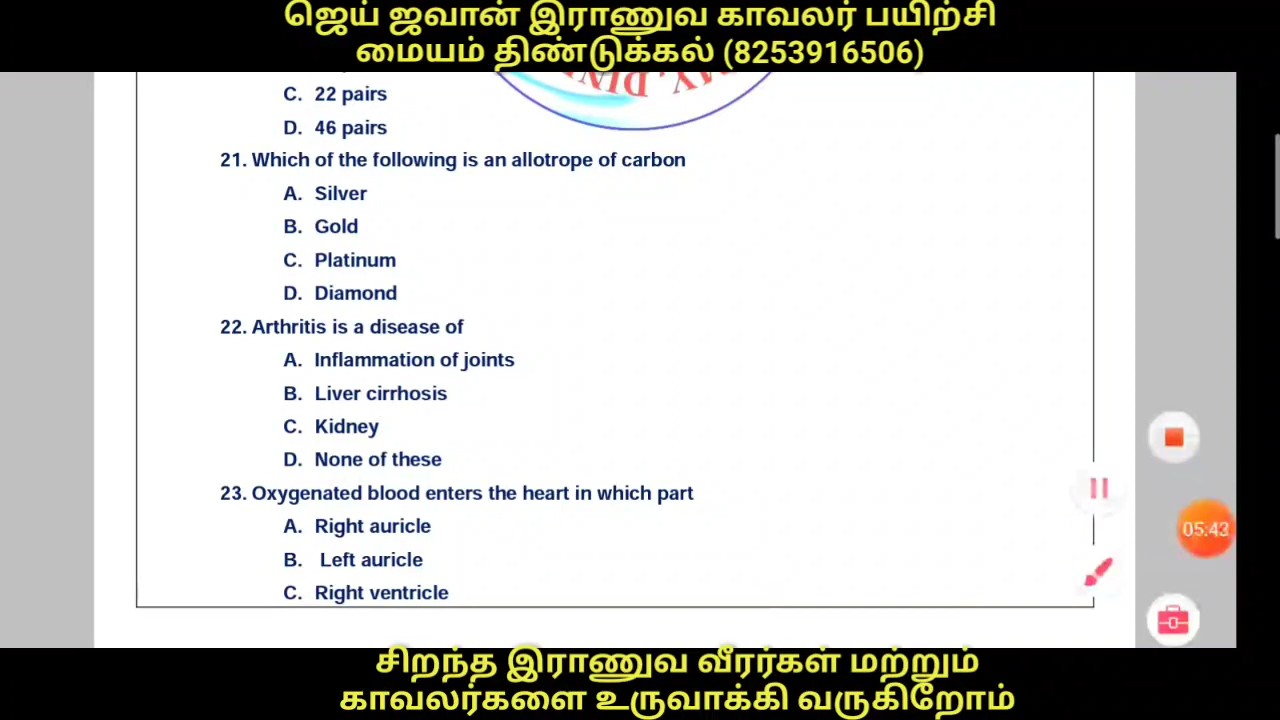 ஜெய் ஜவான் இராணுவ காவலர் பயிற்சி
மையம் திண்டுக்கல் (8253916506)
C. 22 pairs
D. 46 pairs
21. Which of the following is an allotrope of carbon
A. Silver
B. Gold
C. Platinum
D. Diamond
22. Arthritis is a disease of
A. Inflammation of joints
B. Liver cirrhosis
C. Kidney
D. None of these
23. Oxygenated blood enters the heart in which part
A. Right auricle
B. Left auricle
C. Right ventricle
05:43
சிறந்த இராணுவ வீரர்கள் மற்றும்
காவலர்களை உருவாக்கி வருகிறோம்